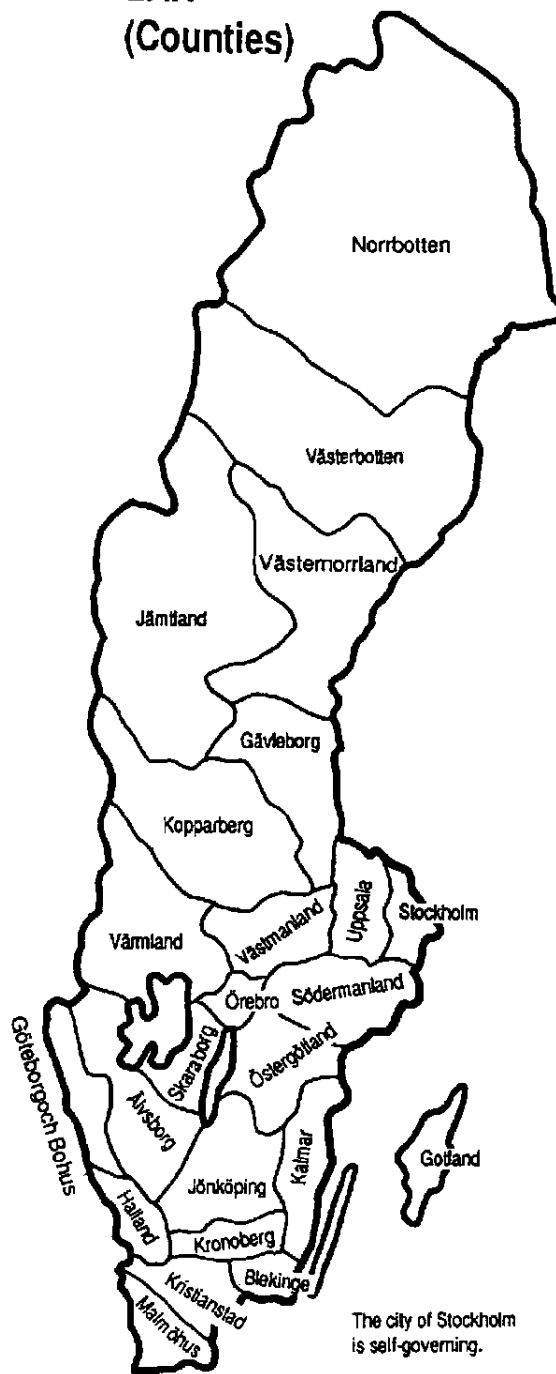 (Counties)
Norrbotten
Västerbotten
Västernorrland
Jämtland
Gävleborg
Kopparberg
Uppsala
Stockholm
Västmanland
Värmland
Örebro
Södermanland
Skaraborg
Östergötland
Göteborgoch Bohus
Älvsborg
Kalmar
Gotland
Jönköping
Halland
Kronoberg
Blekinge
Kristianstad
Malmöhus
The city of Stockholm
is self-governing.